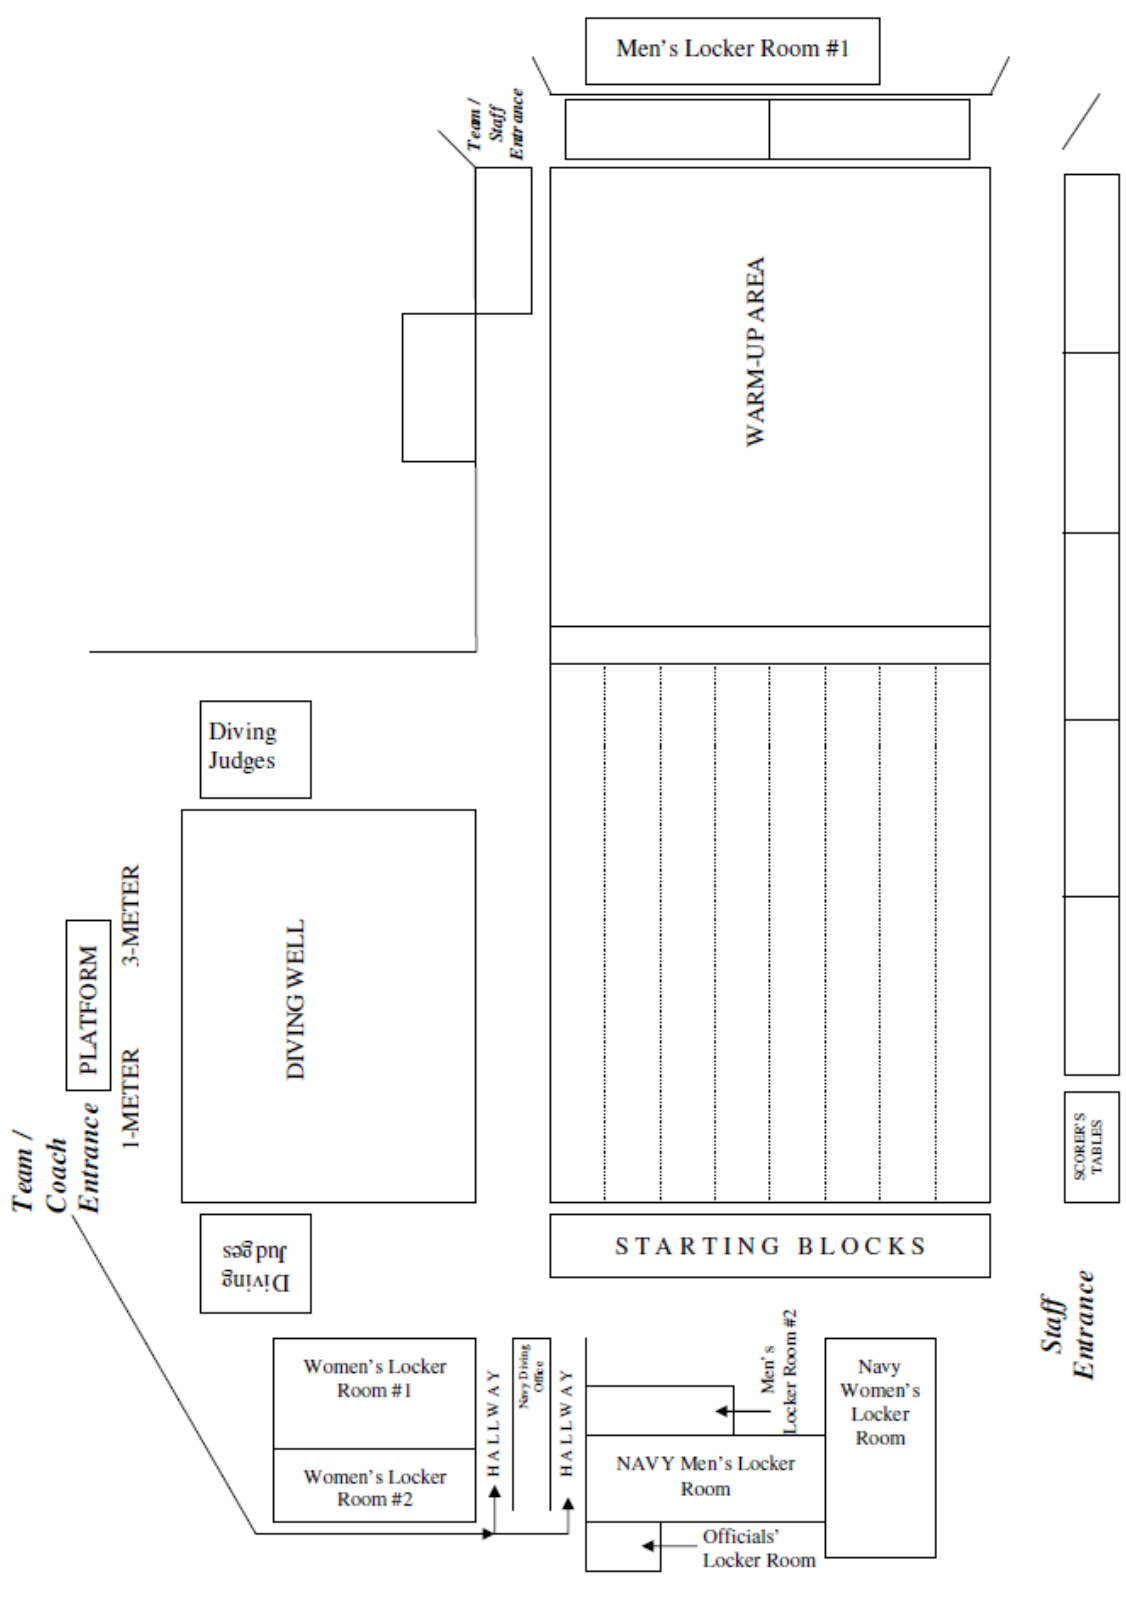 Men's Locker Room #1
Team /
Staff
Entrance
WARM-UP AREA
Diving
Judges
3-METER
PLATFORM
DIVING WELL
1-METER
Team /
Coach
Entrance
SCORER'S
TABLES
Diving
Judges
STARTING BLOCKS
Staff
Entrance
Women's Locker
Room #1
HALLWAY
Navy Diving
Office
HALLWAY
Men's
Locker Room #2
Navy
Women's
Locker
Room
Women's Locker
Room #2
NAVY Men's Locker
Room
Officials'
Locker Room